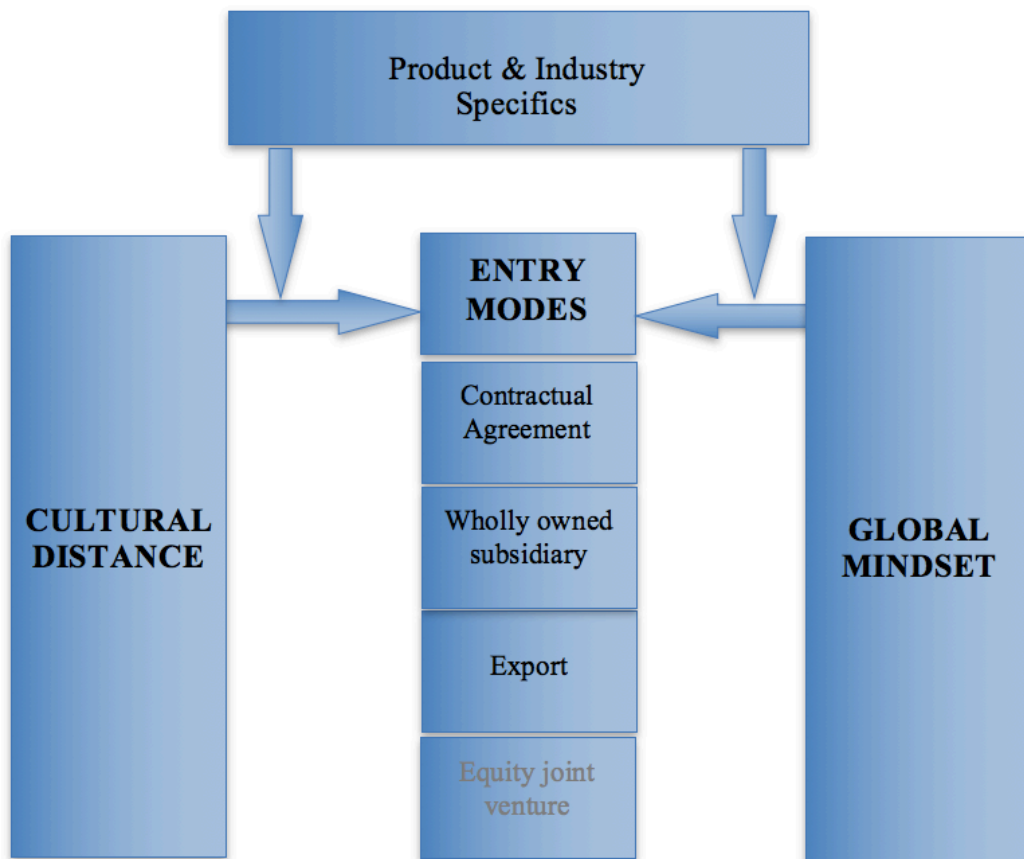 Product & Industry
Specifics
ENTRY
MODES
Contractual
Agreement
CULTURAL
DISTANCE
Wholly owned
subsidiary
GLOBAL
MINDSET
Export
Equity joint
venture